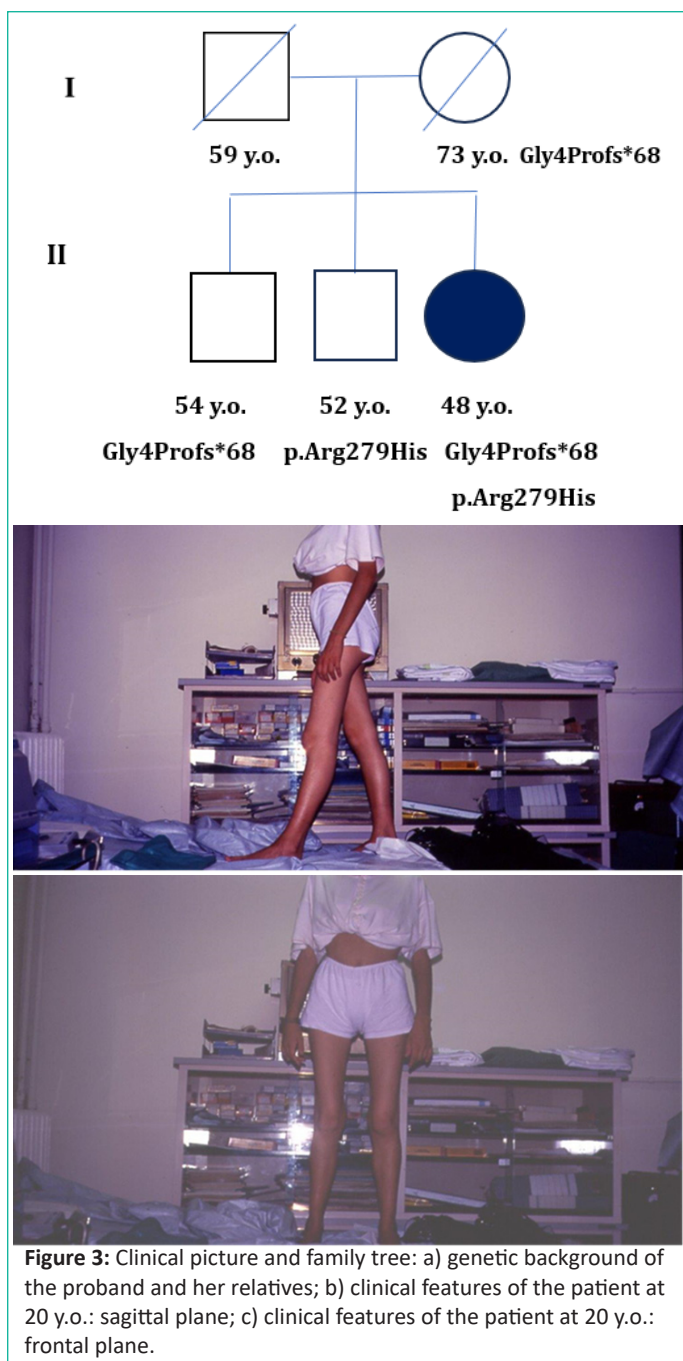 I
59 y.o.
73 y.o. Gly4Profs*68
II
54 y.o. 52 y.o. 48 y.o.
Gly4Profs*68 p.Arg279His Gly4Profs*68
p.Arg279His
Figure 3: Clinical picture and family tree: a) genetic background of
the proband and her relatives; b) clinical features of the patient at
20 y.o.: sagittal plane; c) clinical features of the patient at 20 y.o.:
frontal plane.